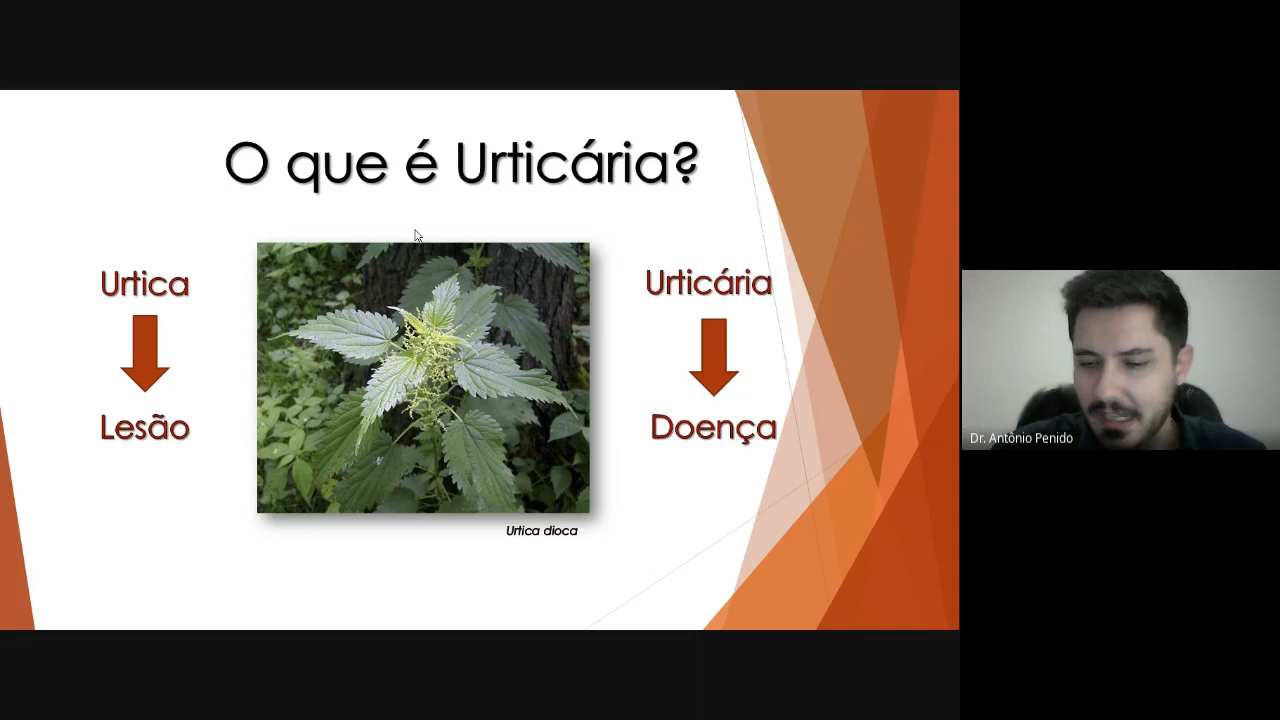 O que é Urticária?
Urtica
Lesão
Urticária
Doença
Urtica dioca
Dr. Antônio Penido